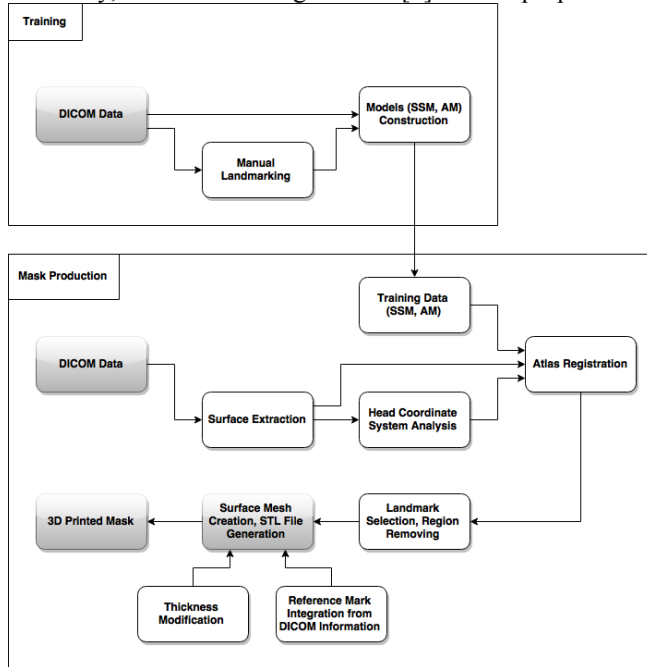 Training
DICOM Data
Models (SSM, AM)
Construction
Manual
Landmarking
Mask Production
Training Data
(SSM, AM)
DICOM Data
Atlas Registration
Surface Extraction
Head Coordinate
System Analysis
3D Printed Mask
Surface Mesh
Creation, STL File
Generation
Landmark
Selection, Region
Removing
Thickness
Modification
Reference Mark
Integration from
DICOM Information